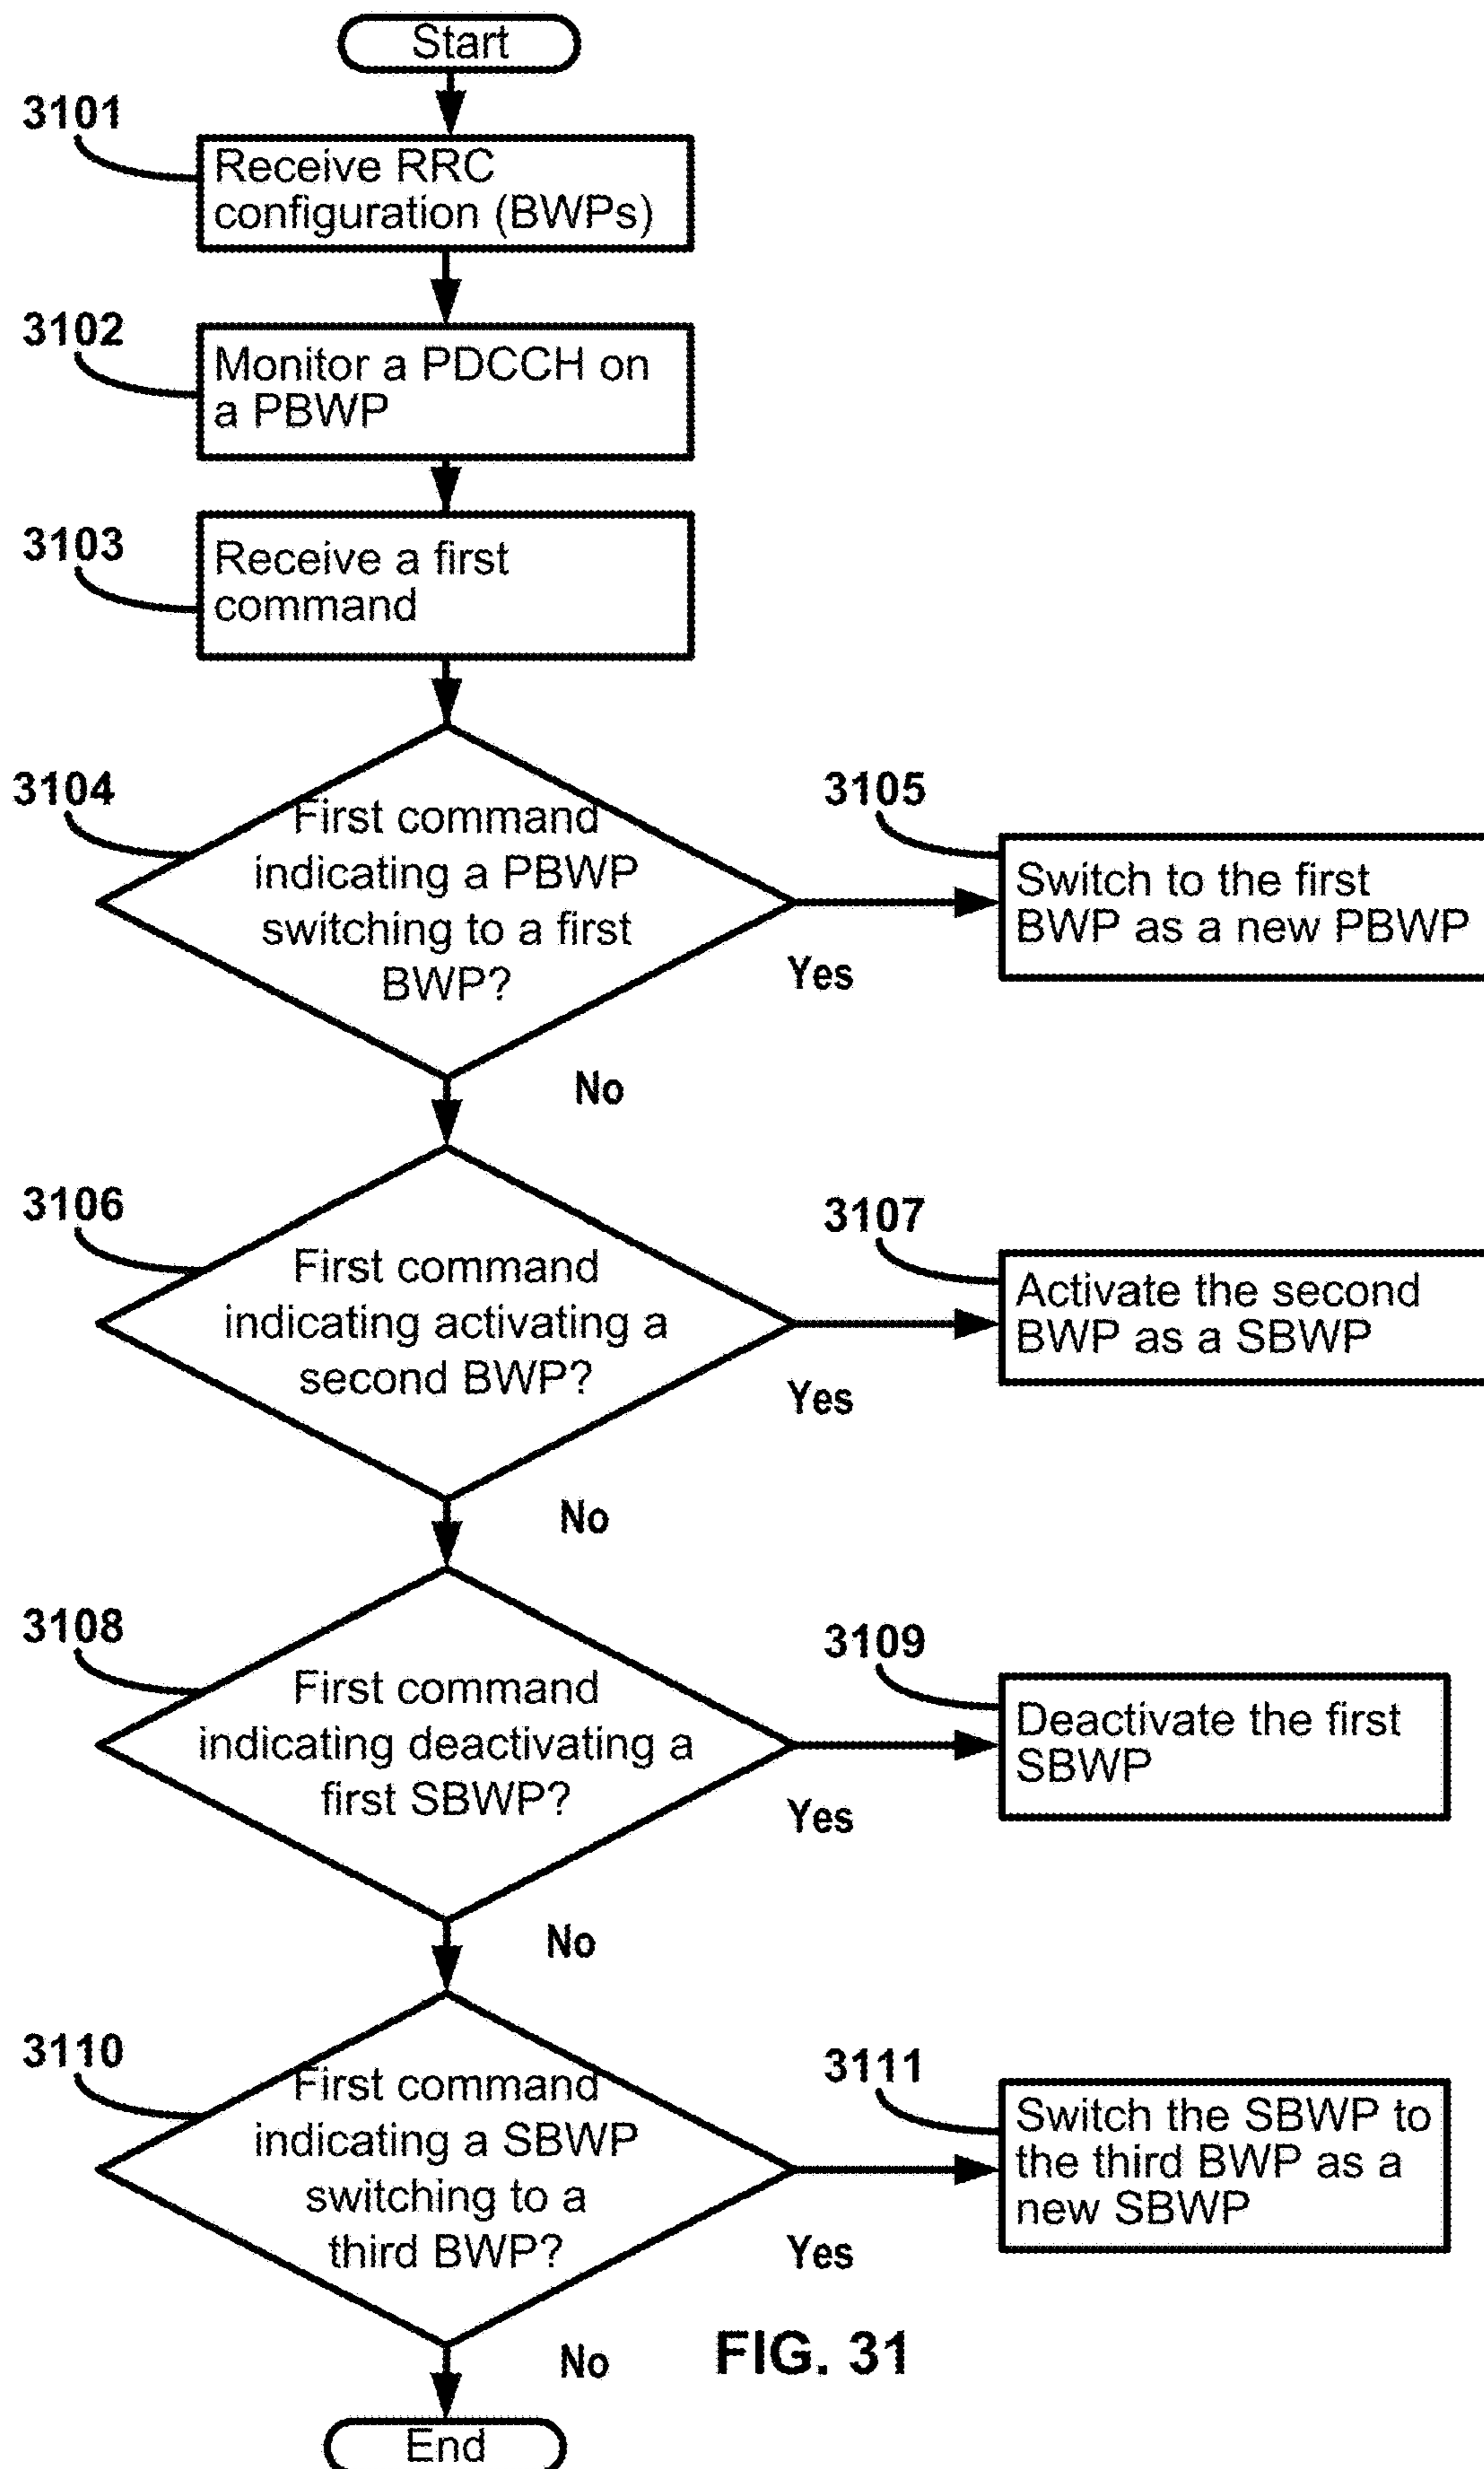 Start
3101
Receive RRC
configuration (BWPs)
3102
Monitor a PDCCH on
a PBWP
3103
Receive a first
command
3104
First command
indicating a PBWP
switching to a first
BWP?
Yes
3105
Switch to the first
BWP as a new PBWP
No
3106
First command
indicating activating a
second BWP?
Yes
3107
Activate the second
BWP as a SBWP
No
3108
First command
indicating deactivating a
first SBWP?
Yes
3109
Deactivate the first
SBWP
No
3110
First command
indicating a SBWP
switching to a
third BWP?
Yes
3111
Switch the SBWP to
the third BWP as a
new SBWP
No
FIG. 31
End